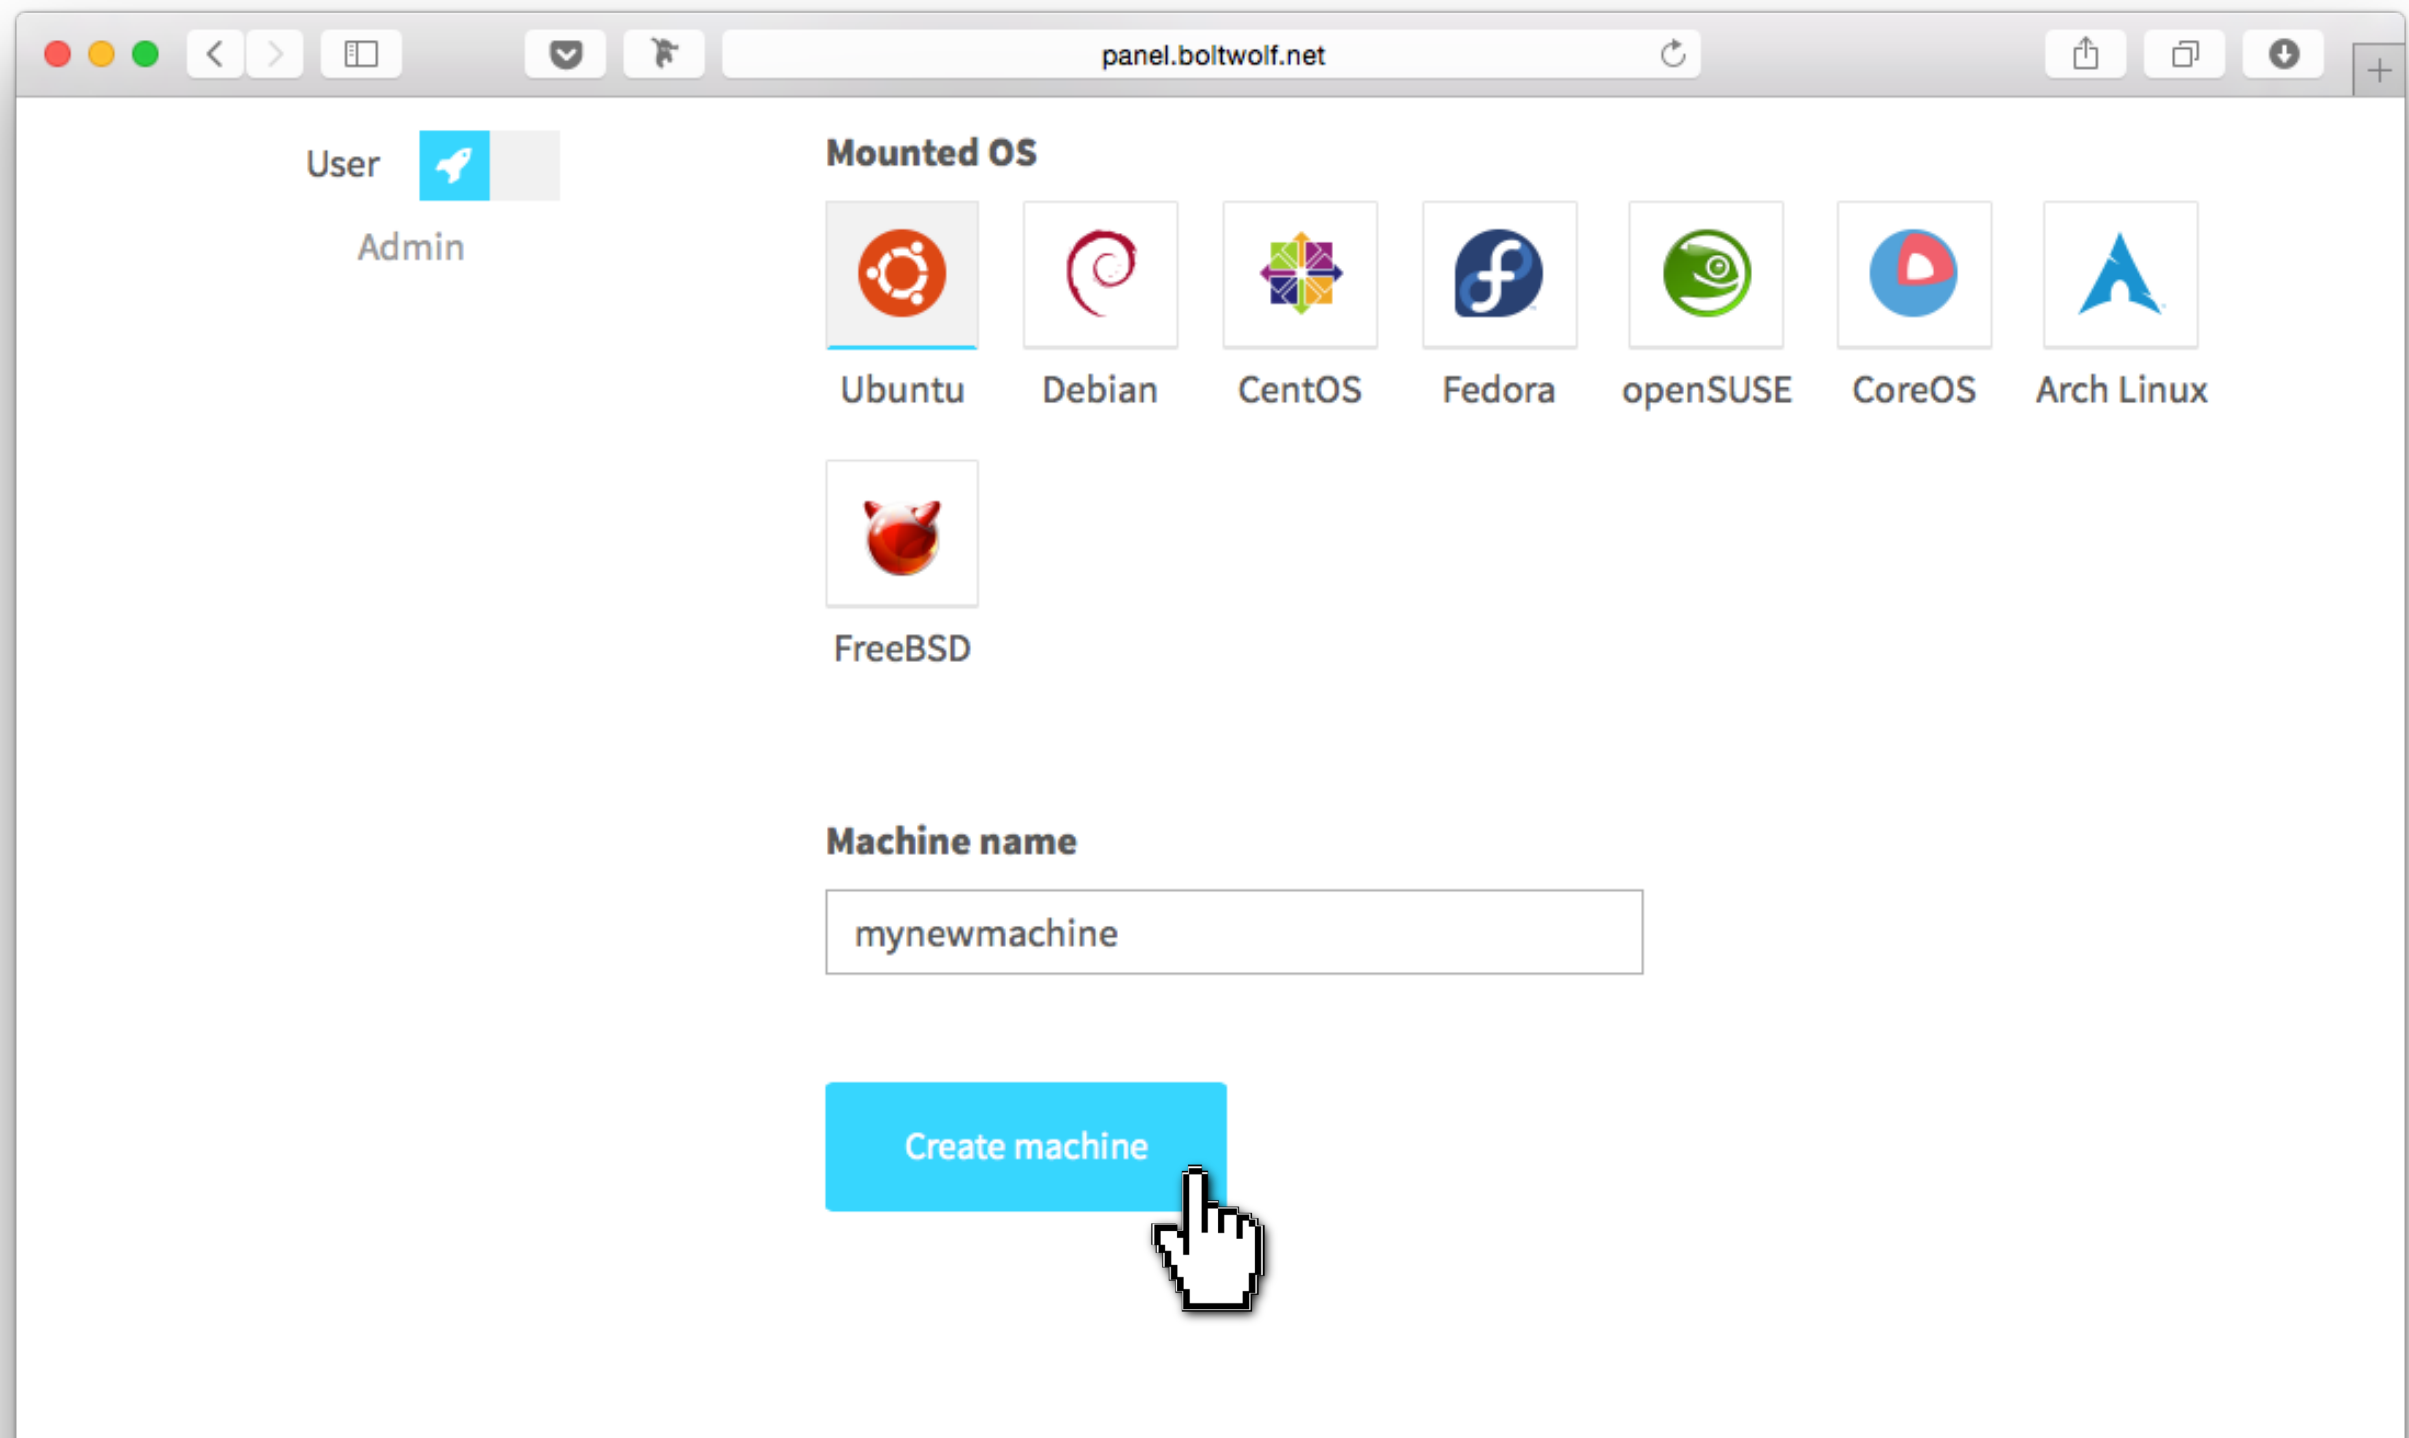 panel.boltwolf.net
User
Admin
Mounted OS
Ubuntu Debian CentOS Fedora openSUSE CoreOS Arch Linux
FreeBSD
Machine name
mynewmachine
Create machine